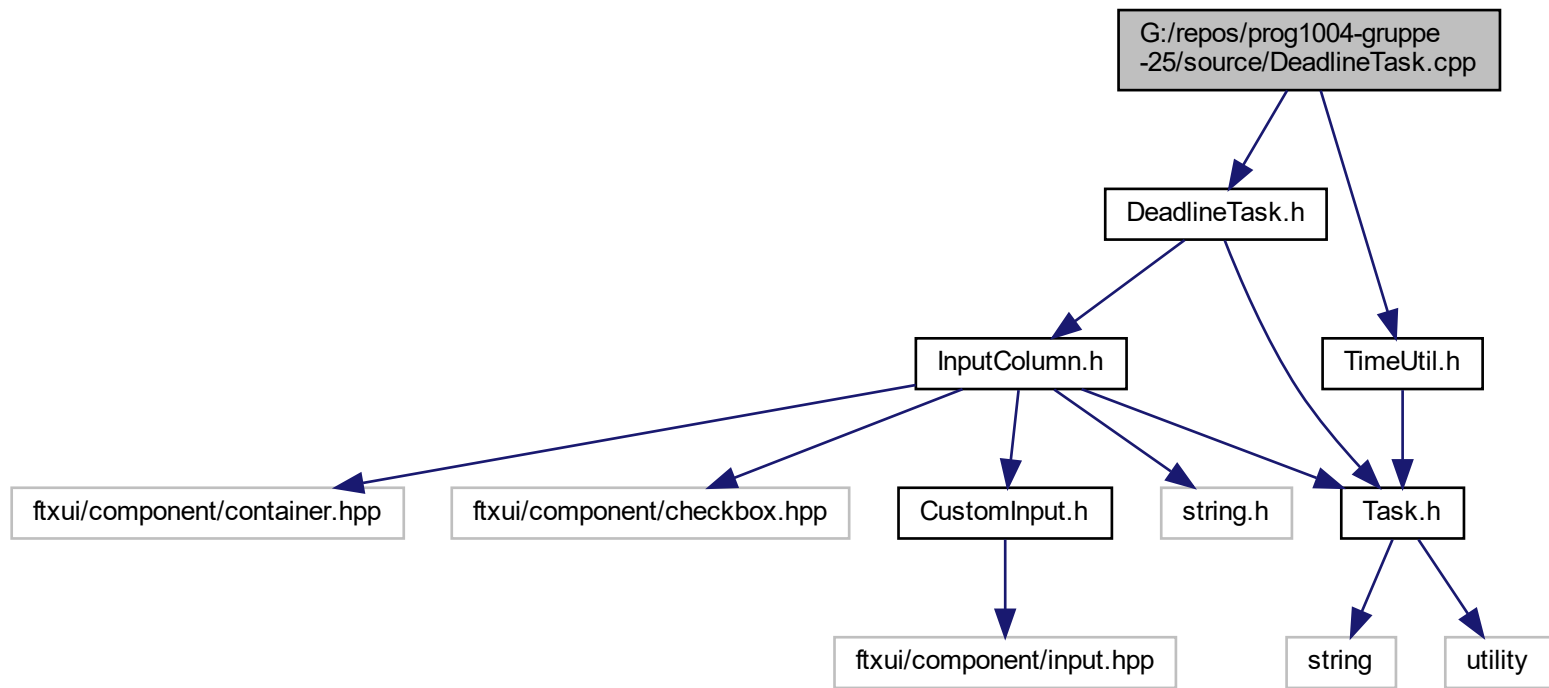 G:/repos/prog1004-gruppe
-25/source/DeadlineTask.cpp
DeadlineTask.h
InputColumn.h
TimeUtil.h
ftxui/component/container.hpp
ftxui/component/checkbox.hpp
CustomInput.h
string.h
Task.h
ftxui/component/input.hpp
string
utility